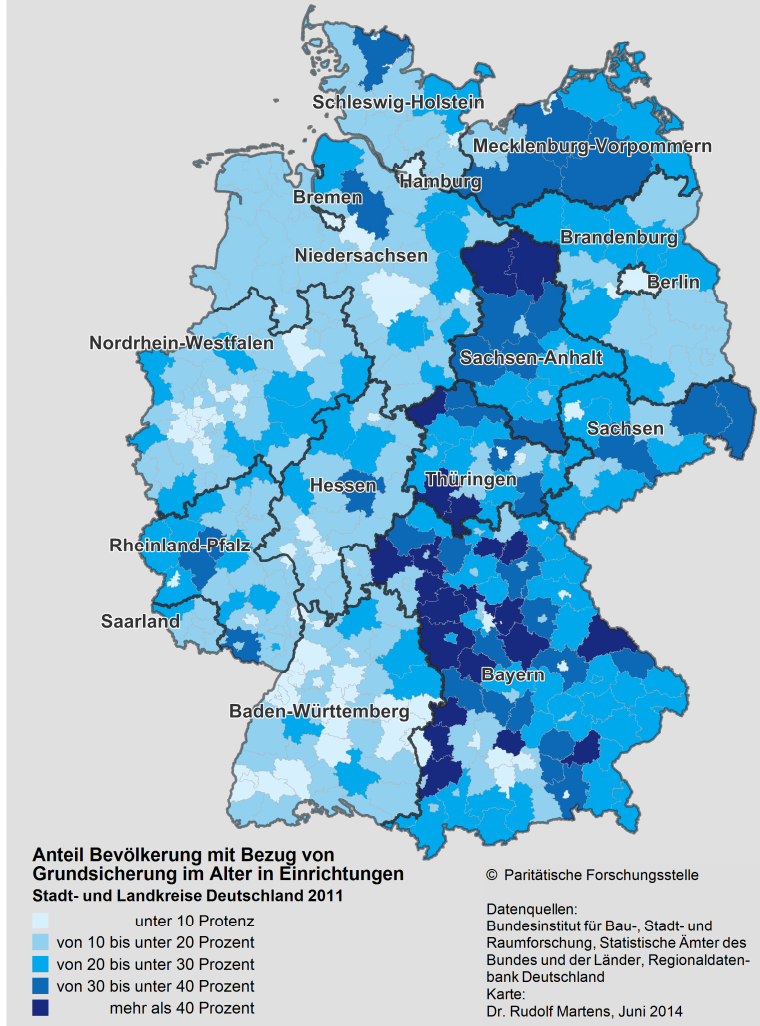 Schleswig-Holstein
Mecklenburg-Vorpommern
Hamburg
Bremen
Brandenburg
Niedersachsen
Berlin
Nordrhein-Westfalen
Sachsen-Anhalt
Sachsen
Thüringen
Hessen
Rheinland-Pfalz
Saarland
Bayern
Baden-Württemberg
Anteil Bevölkerung mit Bezug von
Grundsicherung im Alter in Einrichtungen
Stadt- und Landkreise Deutschland 2011
unter 10 Protenz
von 10 bis unter 20 Prozent
von 20 bis unter 30 Prozent
von 30 bis unter 40 Prozent
mehr als 40 Prozent
© Paritätische Forschungsstelle
Datenquellen:
Bundesinstitut für Bau-, Stadt- und
Raumforschung, Statistische Ämter des
Bundes und der Länder, Regionaldaten-
bank Deutschland
Karte:
Dr. Rudolf Martens, Juni 2014